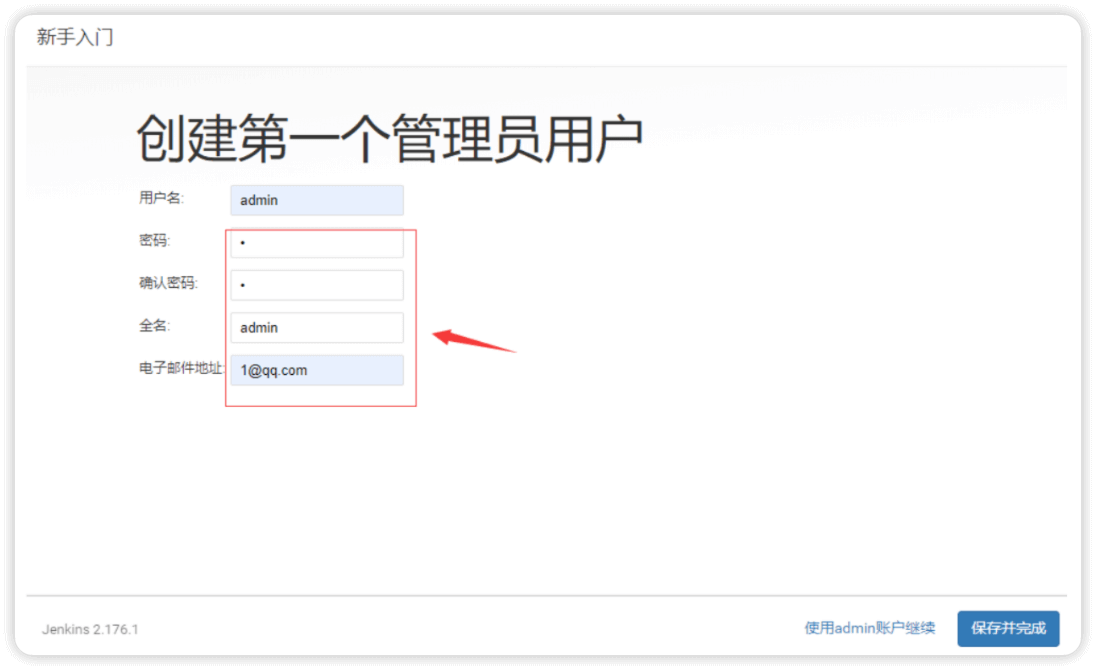 新手入门
创建第一个管理员用户
用户名: admin
密码: •
确认密码: •
全名: admin
电子邮件地址: 1@qq.com
Jenkins 2.176.1
使用admin账户继续 保存并完成